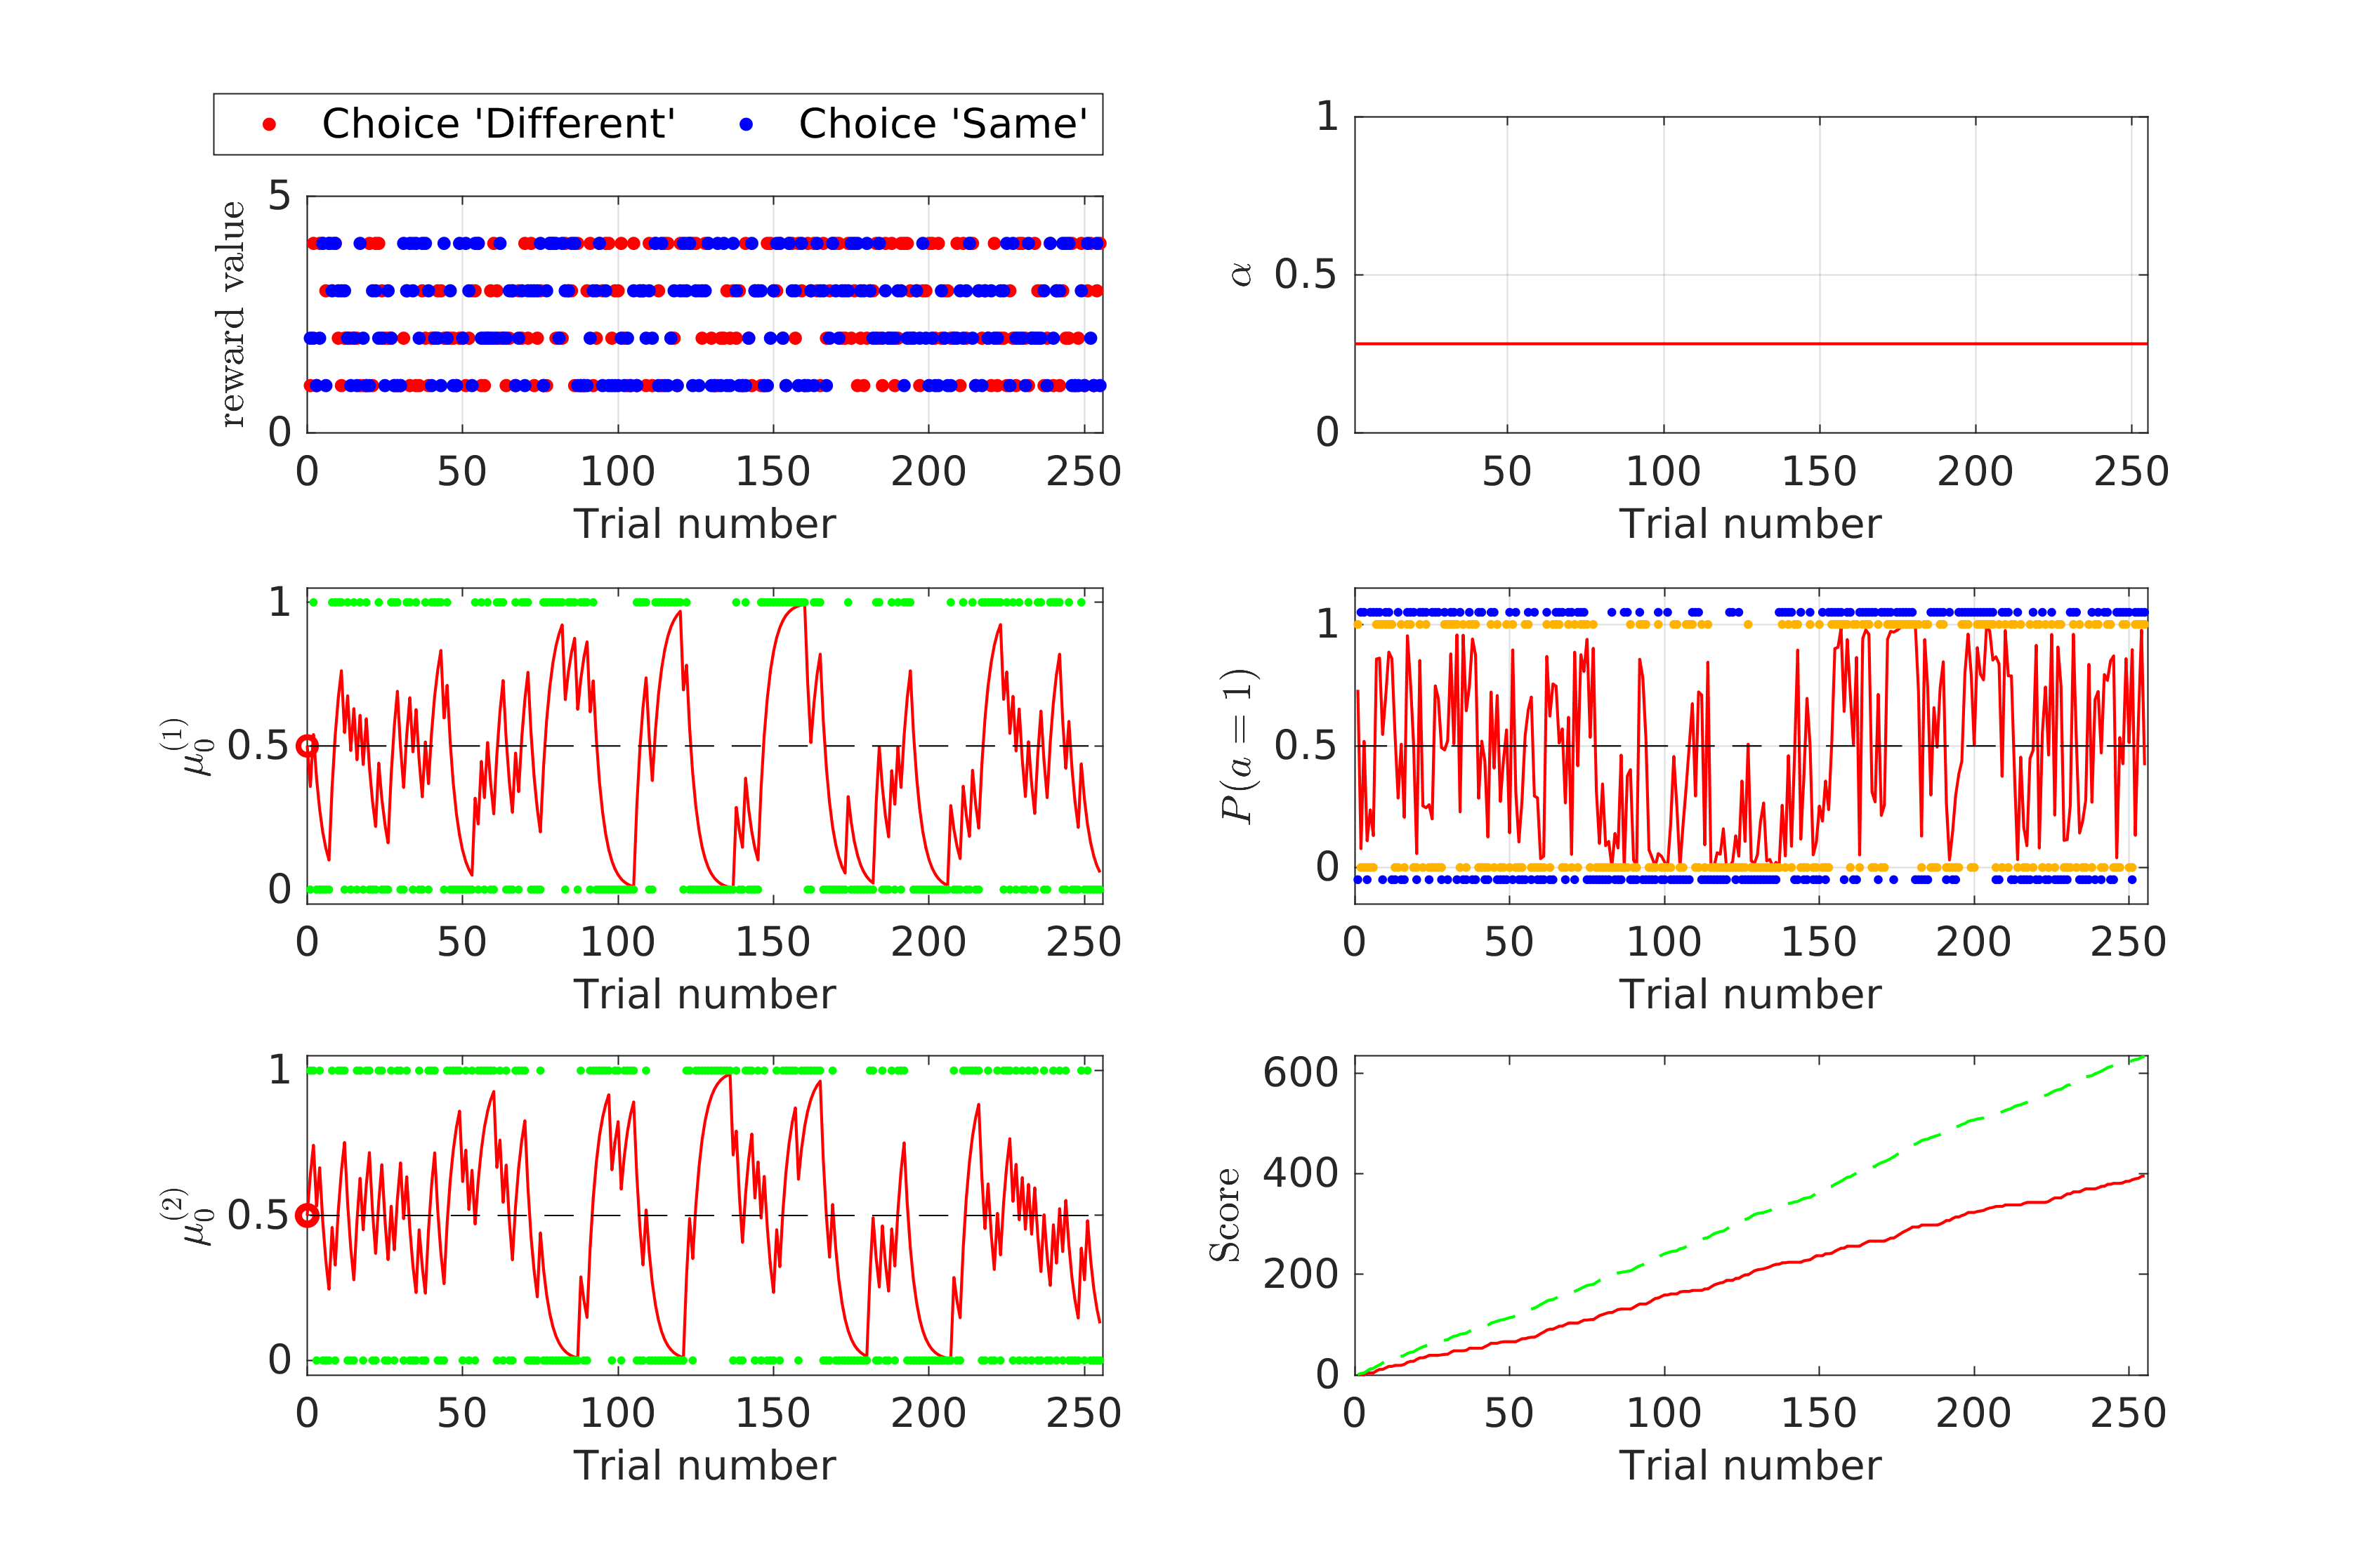 Choice 'Different' Choice 'Same'
5
0
reward value
0 50 100 150 200 250
Trial number
1
0.5
0
α
50 100 150 200 250
Trial number
1
0.5
0
μ₀⁽¹⁾
0 50 100 150 200 250
Trial number
1
0.5
0
P(a = 1)
0 50 100 150 200 250
Trial number
1
0.5
0
μ₀⁽²⁾
0 50 100 150 200 250
Trial number
600
400
200
0
Score
0 50 100 150 200 250
Trial number